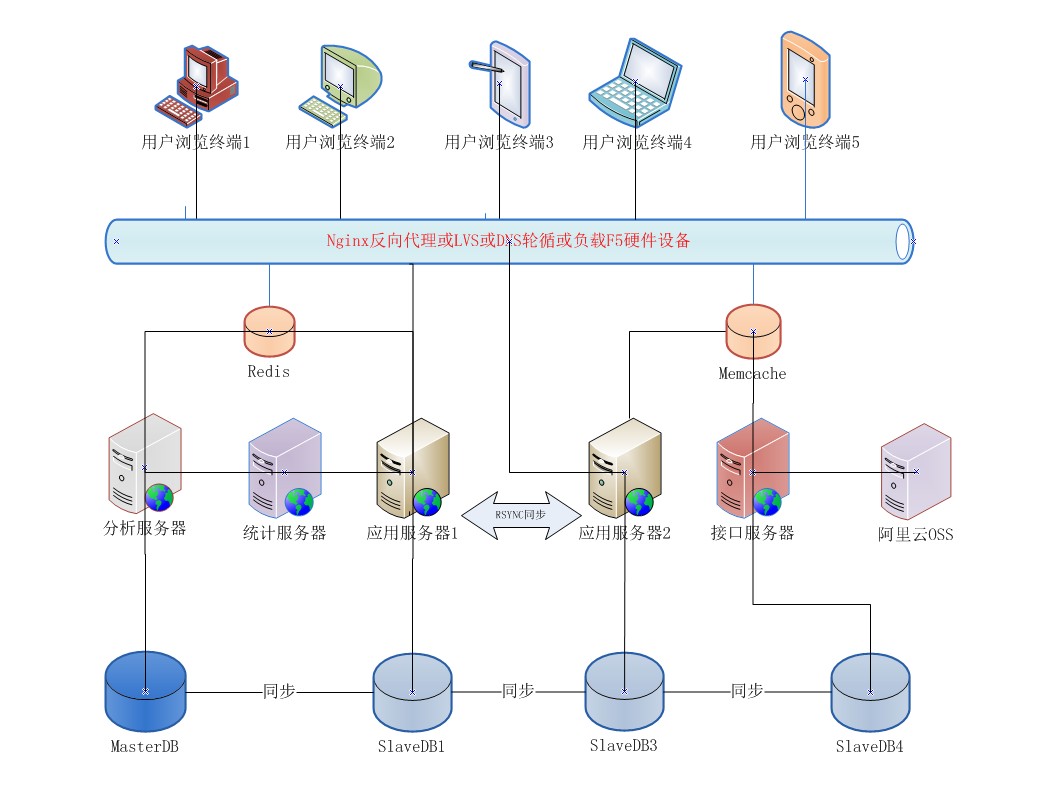 用户浏览终端1
用户浏览终端2
用户浏览终端3
用户浏览终端4
用户浏览终端5
Nginx反向代理或LVS或DNS轮循或负载F5硬件设备
Redis
Memcache
分析服务器
统计服务器
应用服务器1
RSYNC同步
应用服务器2
接口服务器
阿里云OSS
同步
同步
同步
MasterDB
SlaveDB1
SlaveDB3
SlaveDB4